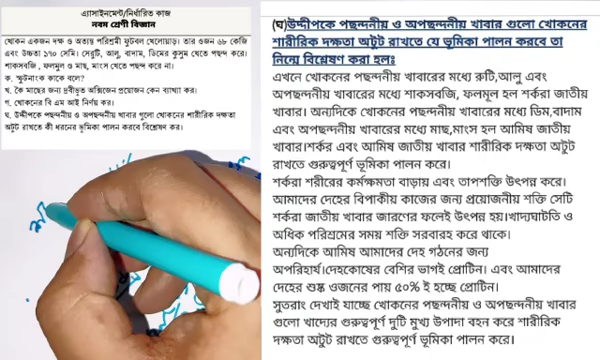 এ্যাসাইনমেন্ট/নির্ধারিত কাজ
নবম শ্রেণী বিজ্ঞান
খোকন একজন দক্ষ ও অত্যন্ত পরিশ্রমী ফুটবল খেলোয়াড়। তার ওজন ৬৮ কেজি
এবং উচ্চতা ১৭০ সেমি। সেরুটি, আলু, বাদাম, ডিমের কুসুম খেতে পছন্দ করে।
শাকসবজি , ফলমুল ও মাছ, মাংস খেতে পছন্দ করে না।
ক. স্থুটনাংক কাকে বলে?
খ. কৈ মাছের জন্য দ্রবীভূত অক্সিজেন প্রয়োজন কেন ব্যাখ্যা কর।
গ. খোকনের বি এম আই নির্ণয় কর।
ঘ. উদ্দীপকে পছন্দনীয় ও অপছন্দনীয় খাবার গুলো খোকনের শারীরিক দক্ষতা
অটুট রাখতে কী ধরনের ভূমিকা পালন করবে বিশ্লেষণ কর।
(ঘ)উদ্দীপকে পছন্দনীয় ও অপছন্দনীয় খাবার গুলো খোকনের
শারীরিক দক্ষতা অটুট রাখতে যে ভূমিকা পালন করবে তা
নিম্নে বিশ্লেষণ করা হলঃ
এখনে খোকনের পছন্দনীয় খাবারের মধ্যে রুটি,আলু এবং
অপছন্দনীয় খাবারের মধ্যে শাকসবজি, ফলমূল হল শর্করা জাতীয়
খাবার। অন্যদিকে খোকনের পছন্দনীয় খাবারের মধ্যে ডিম,বাদাম
এবং অপছন্দনীয় খাবারের মধ্যে মাছ,মাংস হল আমিষ জাতীয়
খাবার।শর্কর এবং আমিষ জাতীয় খাবার শারীরিক দক্ষতা অটুট
রাখতে গুরুত্বপূর্ণ ভূমিকা পালন করে।
শর্করা শরীরের কর্মক্ষমতা বাড়ায় এবং তাপশক্তি উৎপন্ন করে।
আমাদের দেহের বিপাকীয় কাজের জন্য প্রয়োজনীয় শক্তি সেটি
শর্করা জাতীয় খাবার জারণের ফলেই উৎপন্ন হয়।খাদ্যঘাটতি ও
অধিক পরিশ্রমের সময় শক্তি সরবারহ করে থাকে।
অন্যদিকে আমিষ আমাদের দেহ গঠনের জন্য
অপরিহার্য।দেহকোষের বেশির ভাগই প্রোটিন। এবং আমাদের
দেহের শুষ্ক ওজনের প্রায় ৫০% ই হচ্ছে প্রোটিন।
সুতরাং দেখাই যাচ্ছে খোকনের পছন্দনীয় ও অপছন্দনীয় খাবার
গুলো খাদ্যের গুরুত্বপূর্ণ দুটি মুখ্য উপাদা বহন করে শারীরিক
দক্ষতা অটুট রাখতে গুরুত্বপূর্ণ ভূমিকা পালন করে।